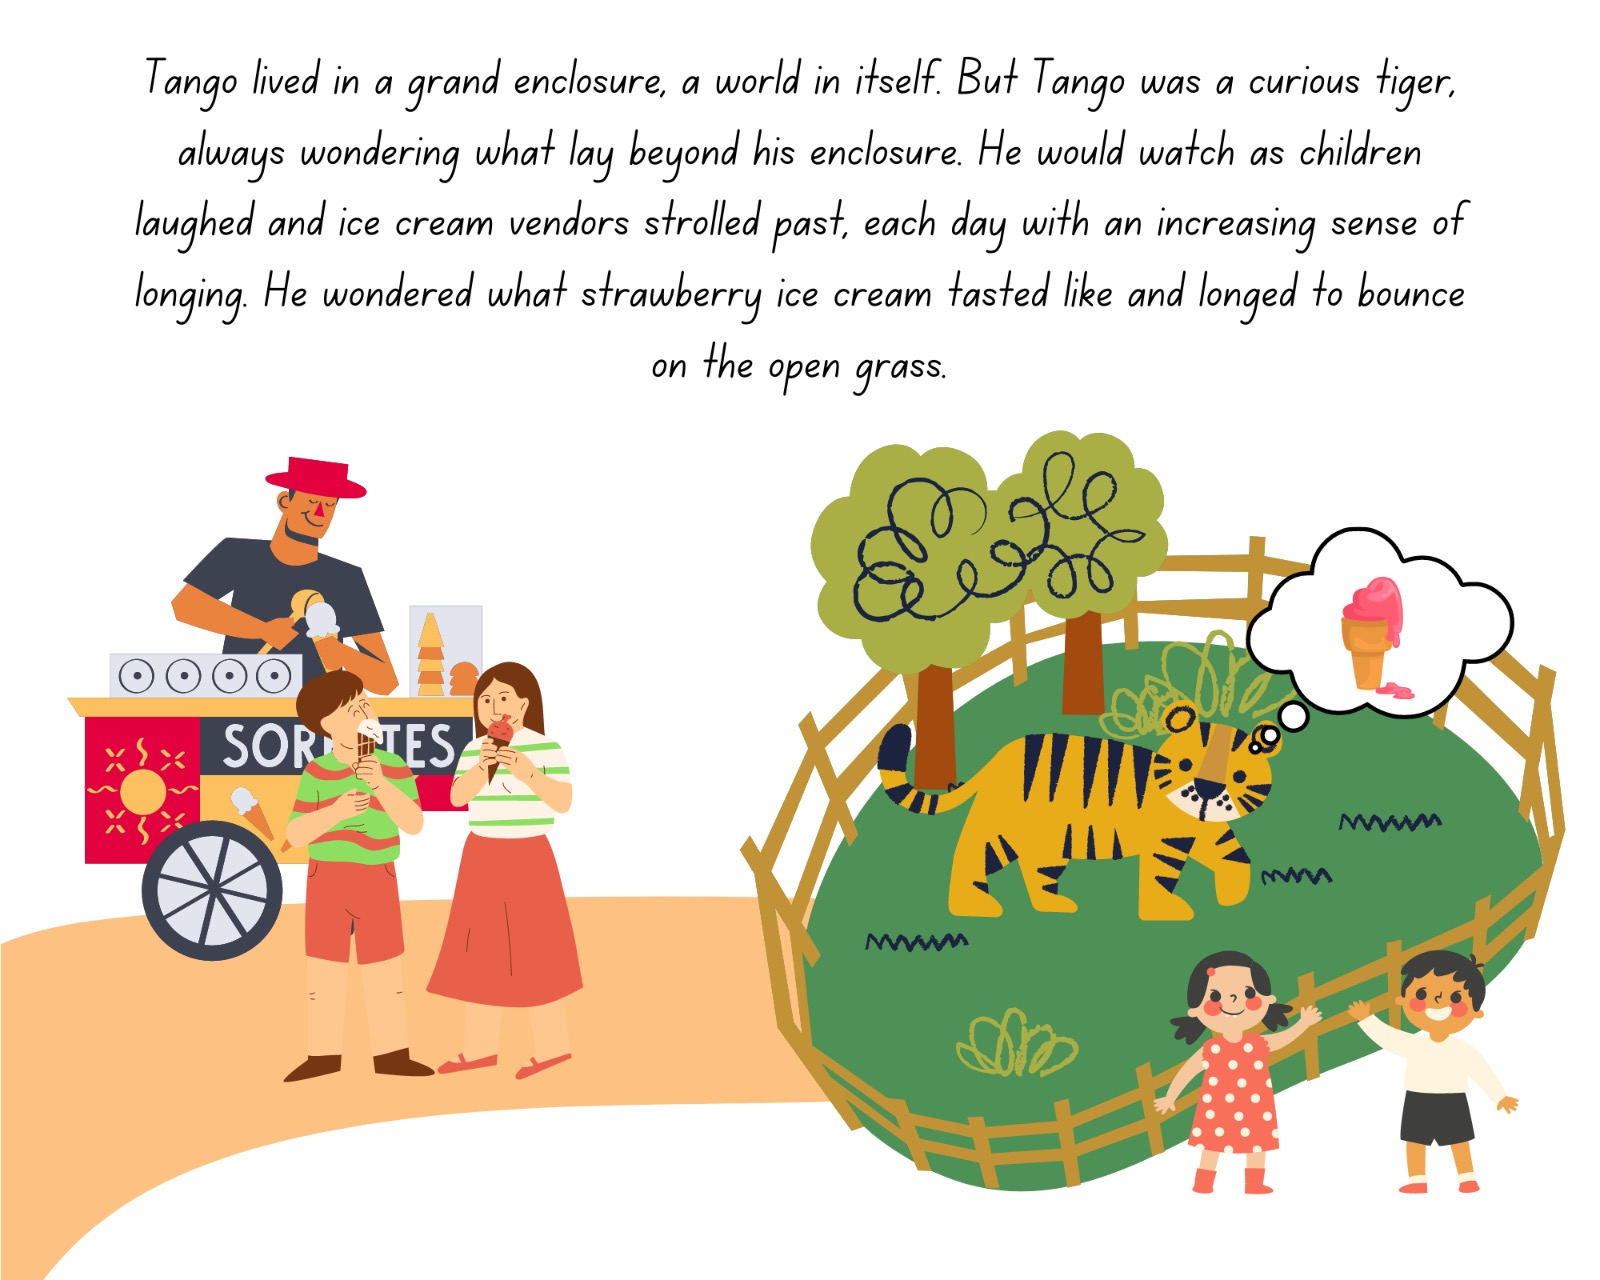 Tango lived in a grand enclosure, a world in itself. But Tango was a curious tiger,
always wondering what lay beyond his enclosure. He would watch as children
laughed and ice cream vendors strolled past, each day with an increasing sense of
longing. He wondered what strawberry ice cream tasted like and longed to bounce
on the open grass.